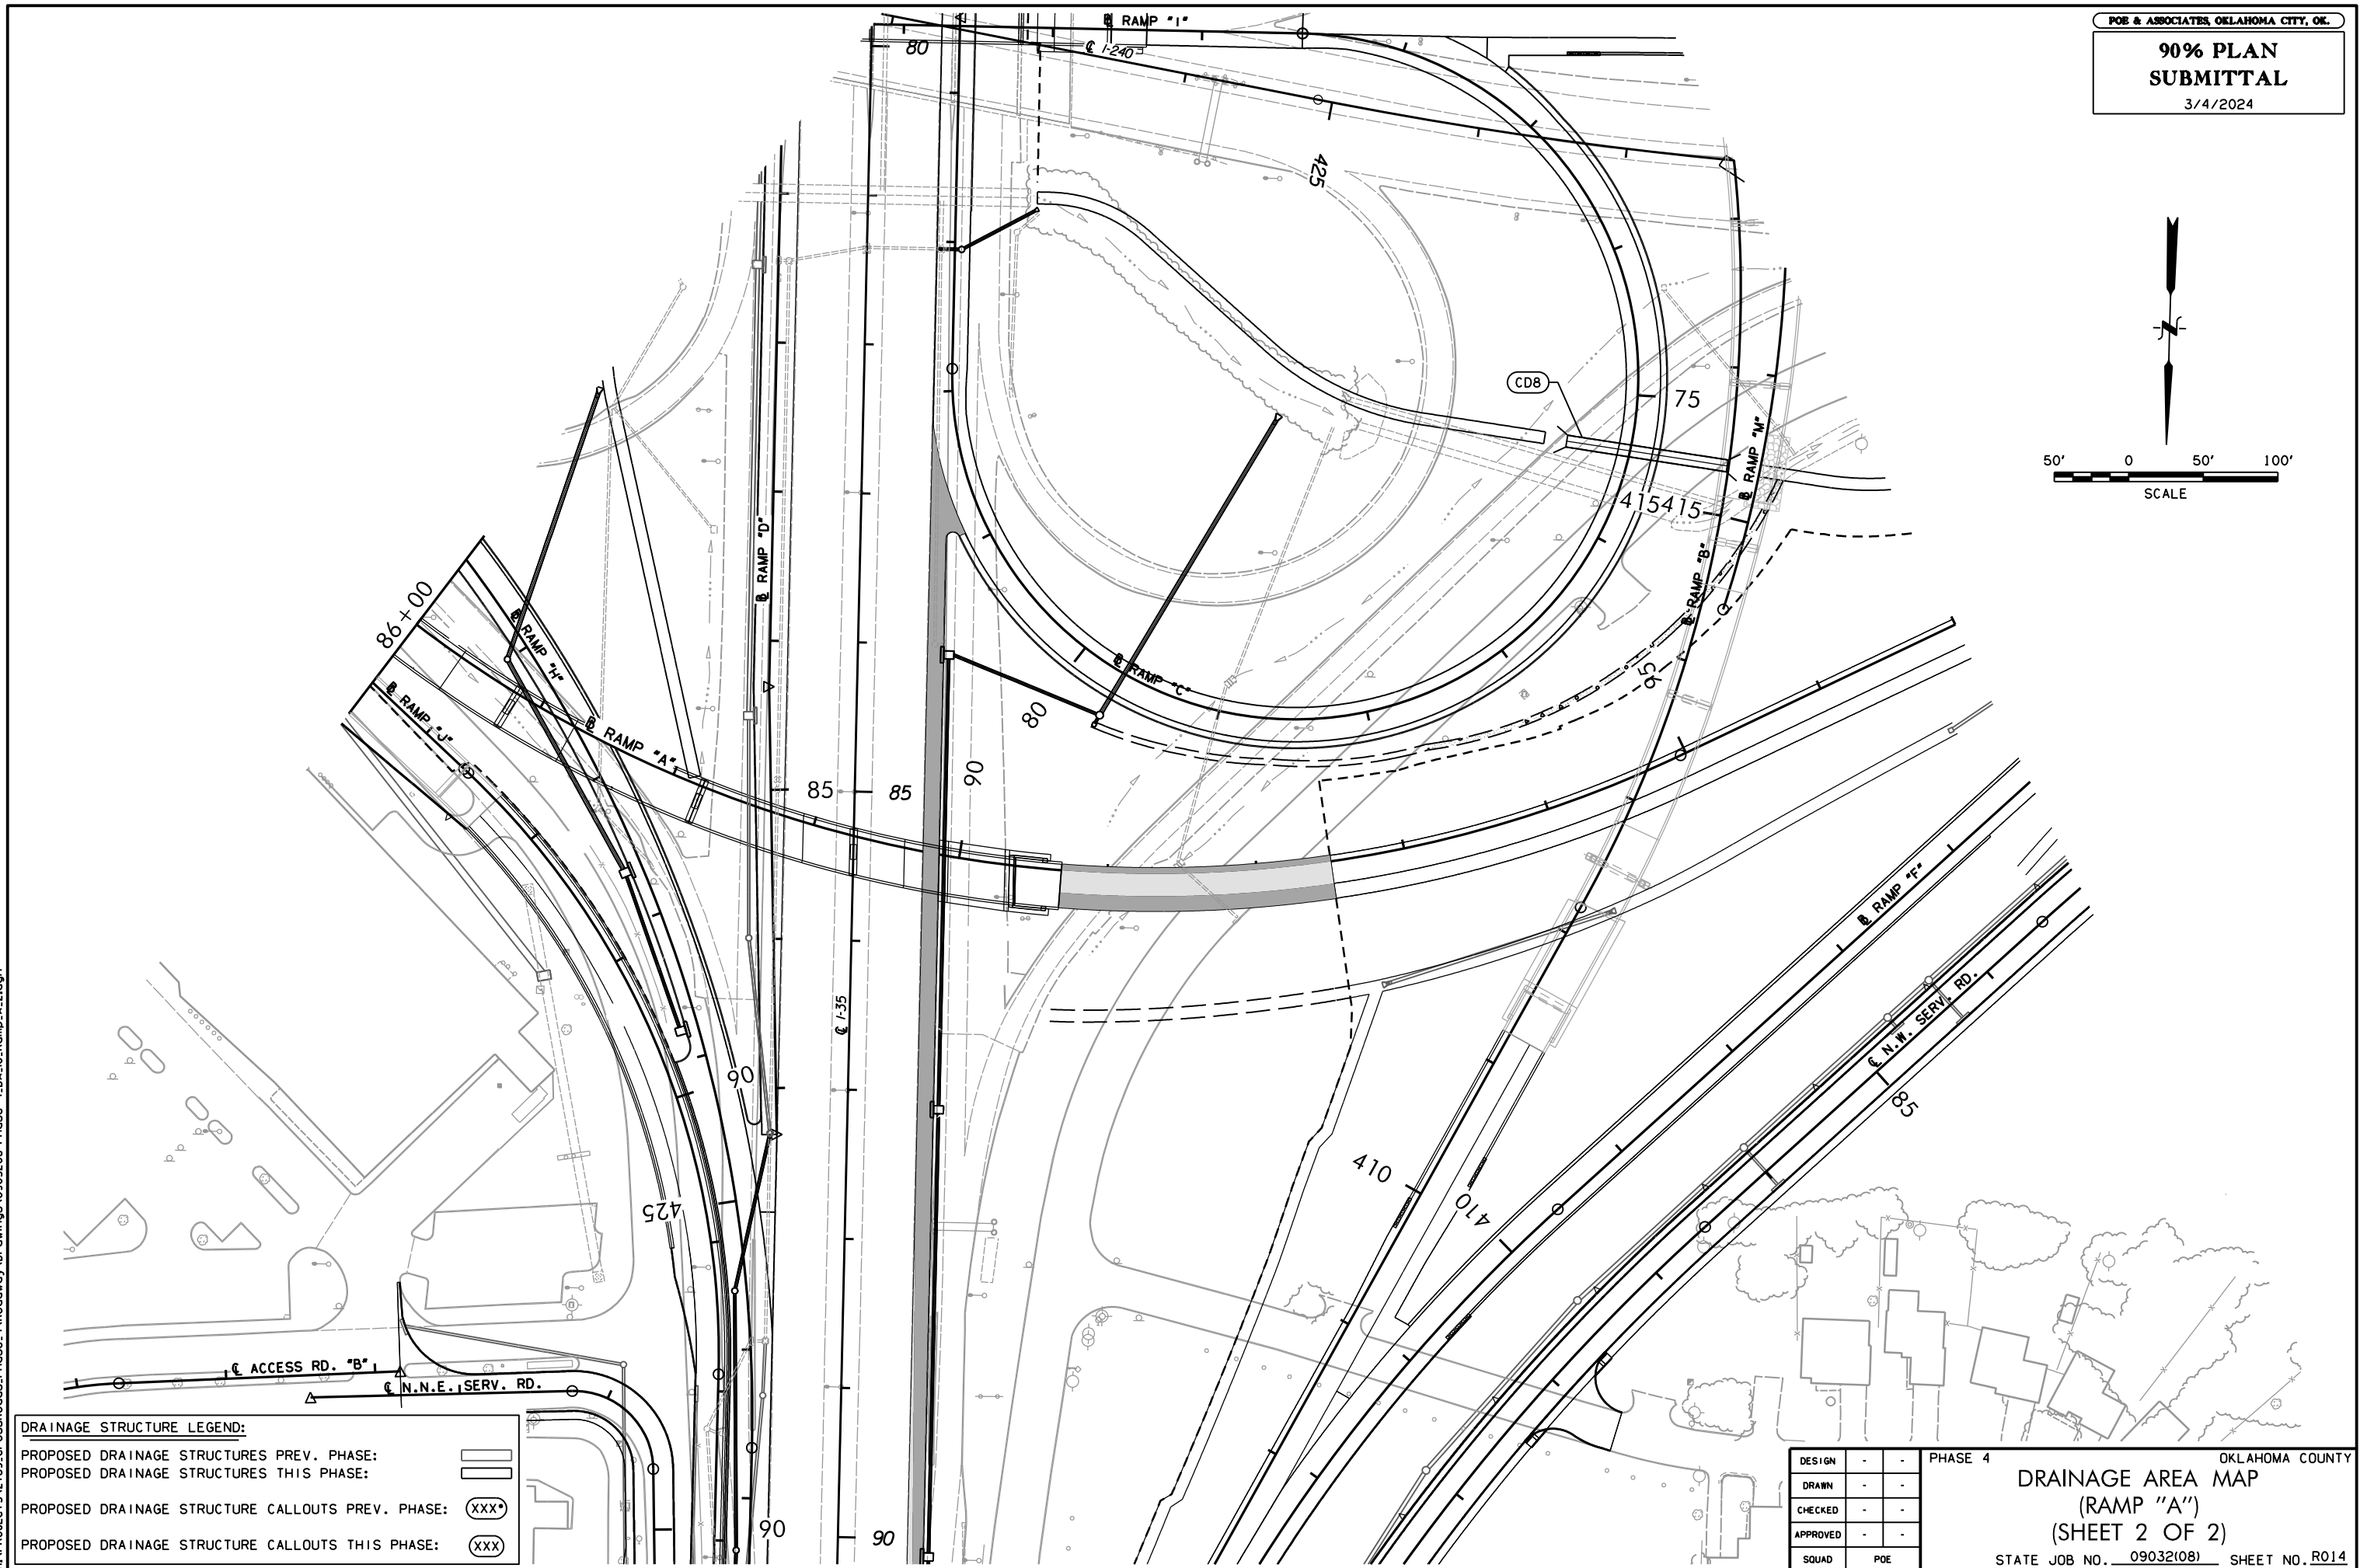 POE & ASSOCIATES, OKLAHOMA CITY, OK.
90% PLAN
SUBMITTAL
3/4/2024
℄ RAMP "I"
℄ I-240
80
425
50' 0 50' 100'
SCALE
CD8
75
℄ RAMP "M"
415 415
℄ RAMP "D"
℄ RAMP "B"
86+00
℄ RAMP "H"
℄ RAMP "J"
℄ RAMP "A"
℄ RAMP "C"
95
80
90
85
85
℄ RAMP "F"
℄ I-35
℄ N.W. SERV. RD.
85
90
410
410
425
℄ ACCESS RD. "B"
℄ N.N.E. SERV. RD.
90
90
DRAINAGE STRUCTURE LEGEND:
PROPOSED DRAINAGE STRUCTURES PREV. PHASE:
PROPOSED DRAINAGE STRUCTURES THIS PHASE:
PROPOSED DRAINAGE STRUCTURE CALLOUTS PREV. PHASE: XXX•
PROPOSED DRAINAGE STRUCTURE CALLOUTS THIS PHASE: XXX
DESIGN - -
DRAWN - -
CHECKED - -
APPROVED - -
SQUAD POE
PHASE 4 OKLAHOMA COUNTY
DRAINAGE AREA MAP
(RAMP "A")
(SHEET 2 OF 2)
STATE JOB NO. 09032(08) SHEET NO. R014